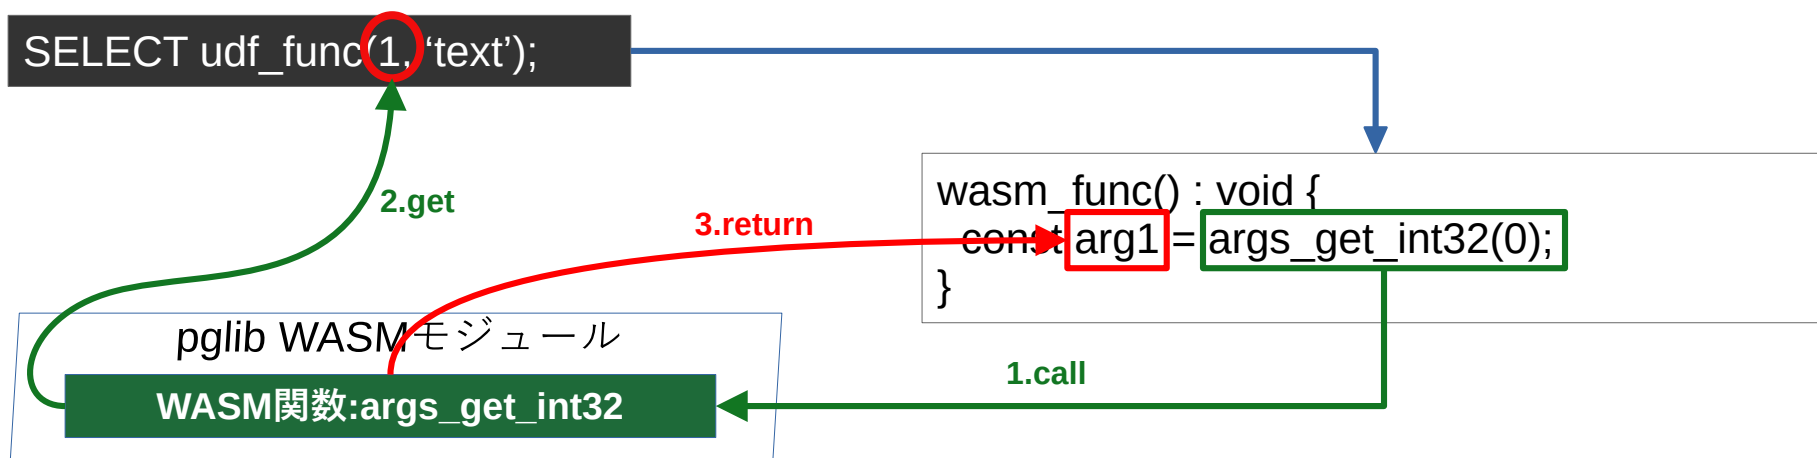 SELECT udf_func(1, ‘text’);
2.get
3.return
wasm_func() : void {
const arg1 = args_get_int32(0);
}
pglib WASMモジュール
1.call
WASM関数:args_get_int32